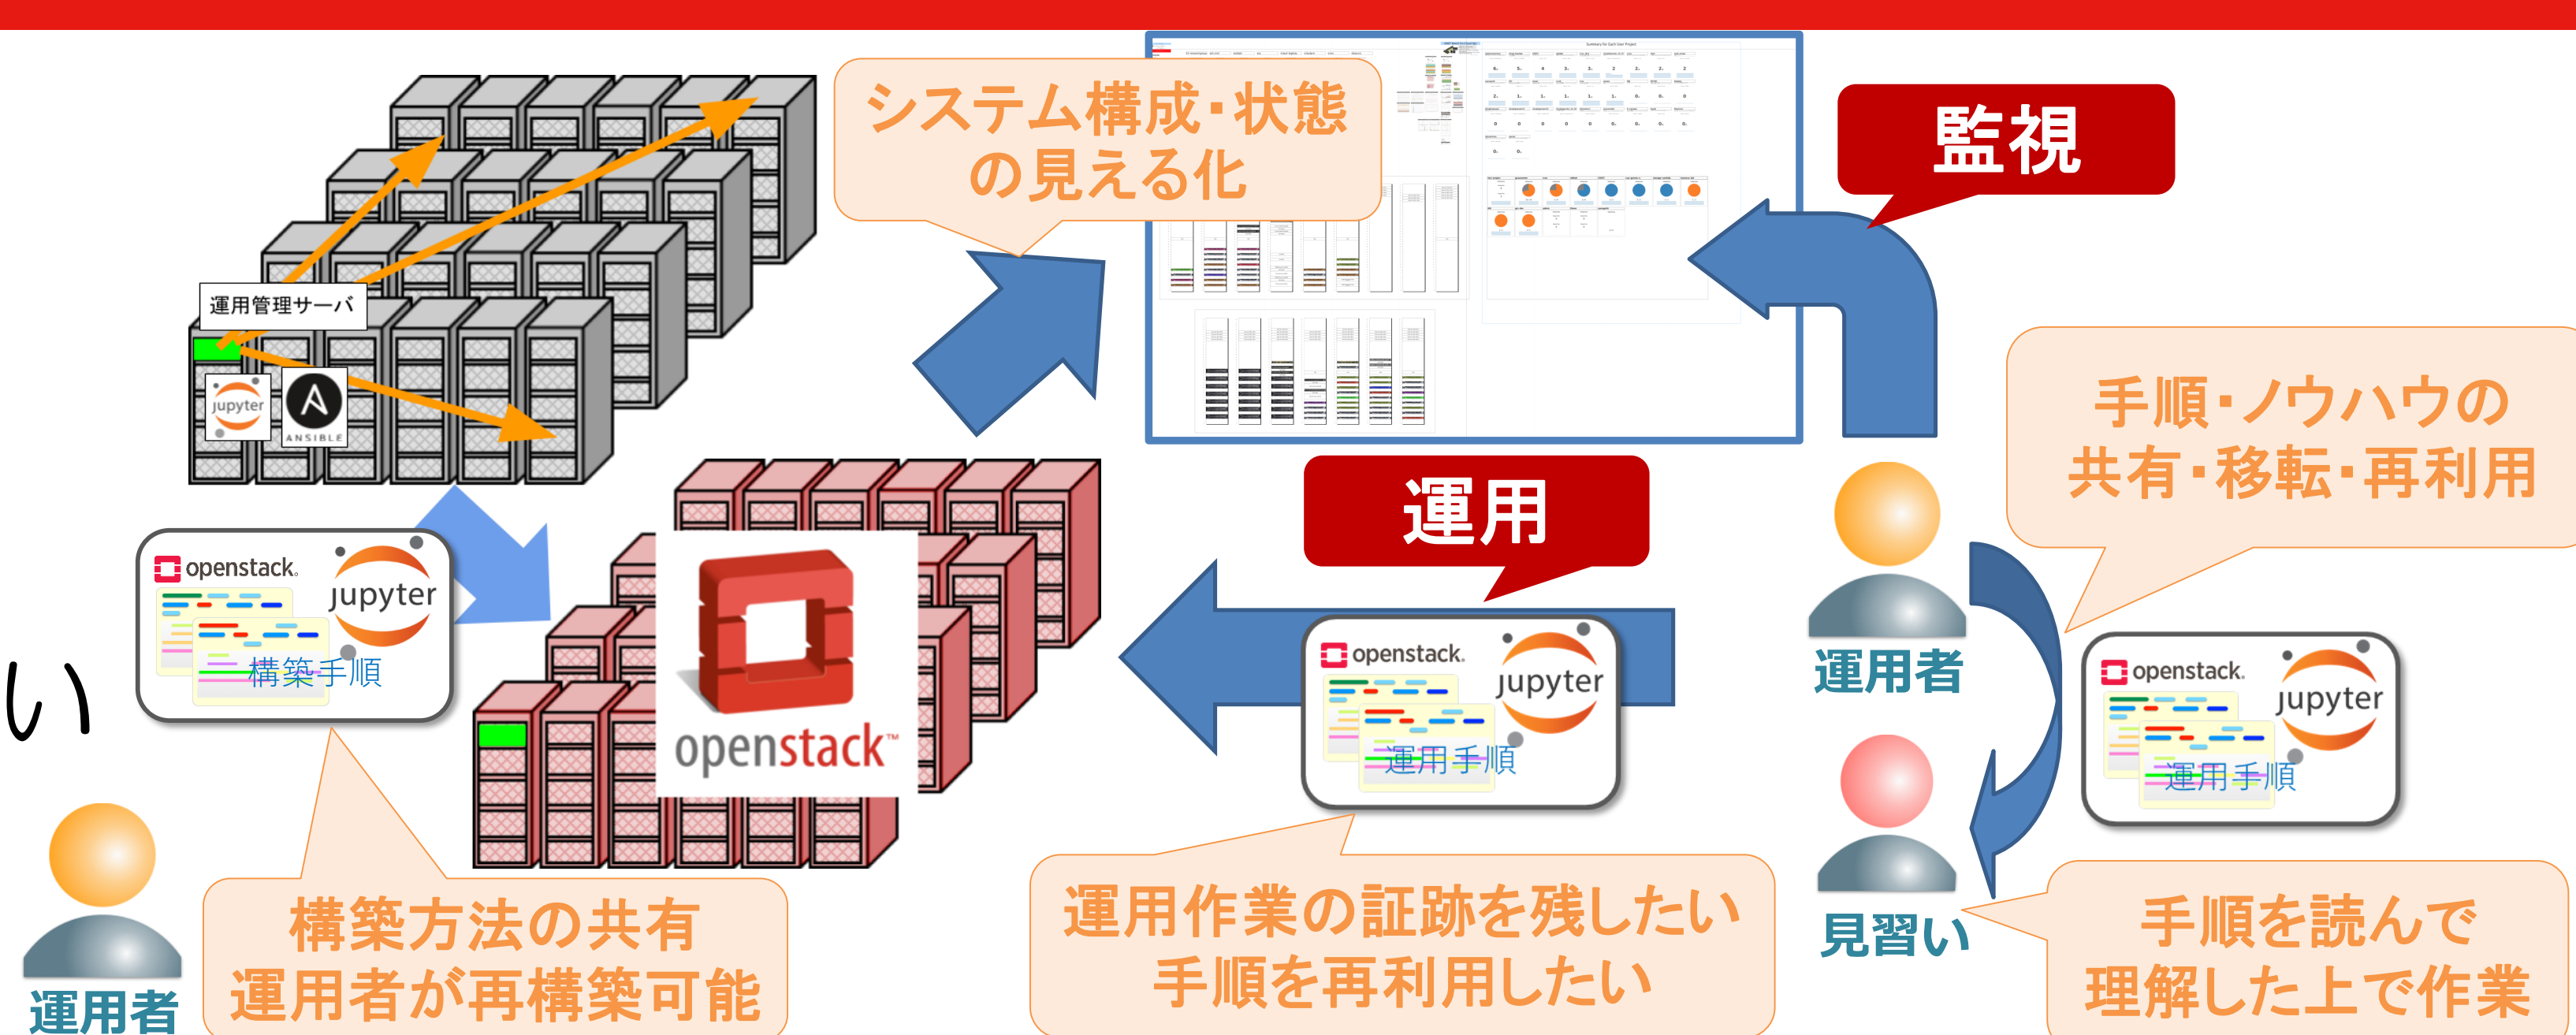 システム構成・状態
の見える化
Summary for Each User Project
監視
運用管理サーバ
jupyter
ANSIBLE
手順・ノウハウの
共有・移転・再利用
運用
openstack.
jupyter
構築手順
openstack™
openstack.
jupyter
運用手順
運用者
openstack.
jupyter
運用手順
い
見習い
運用者
構築方法の共有
運用者が再構築可能
運用作業の証跡を残したい
手順を再利用したい
手順を読んで
理解した上で作業